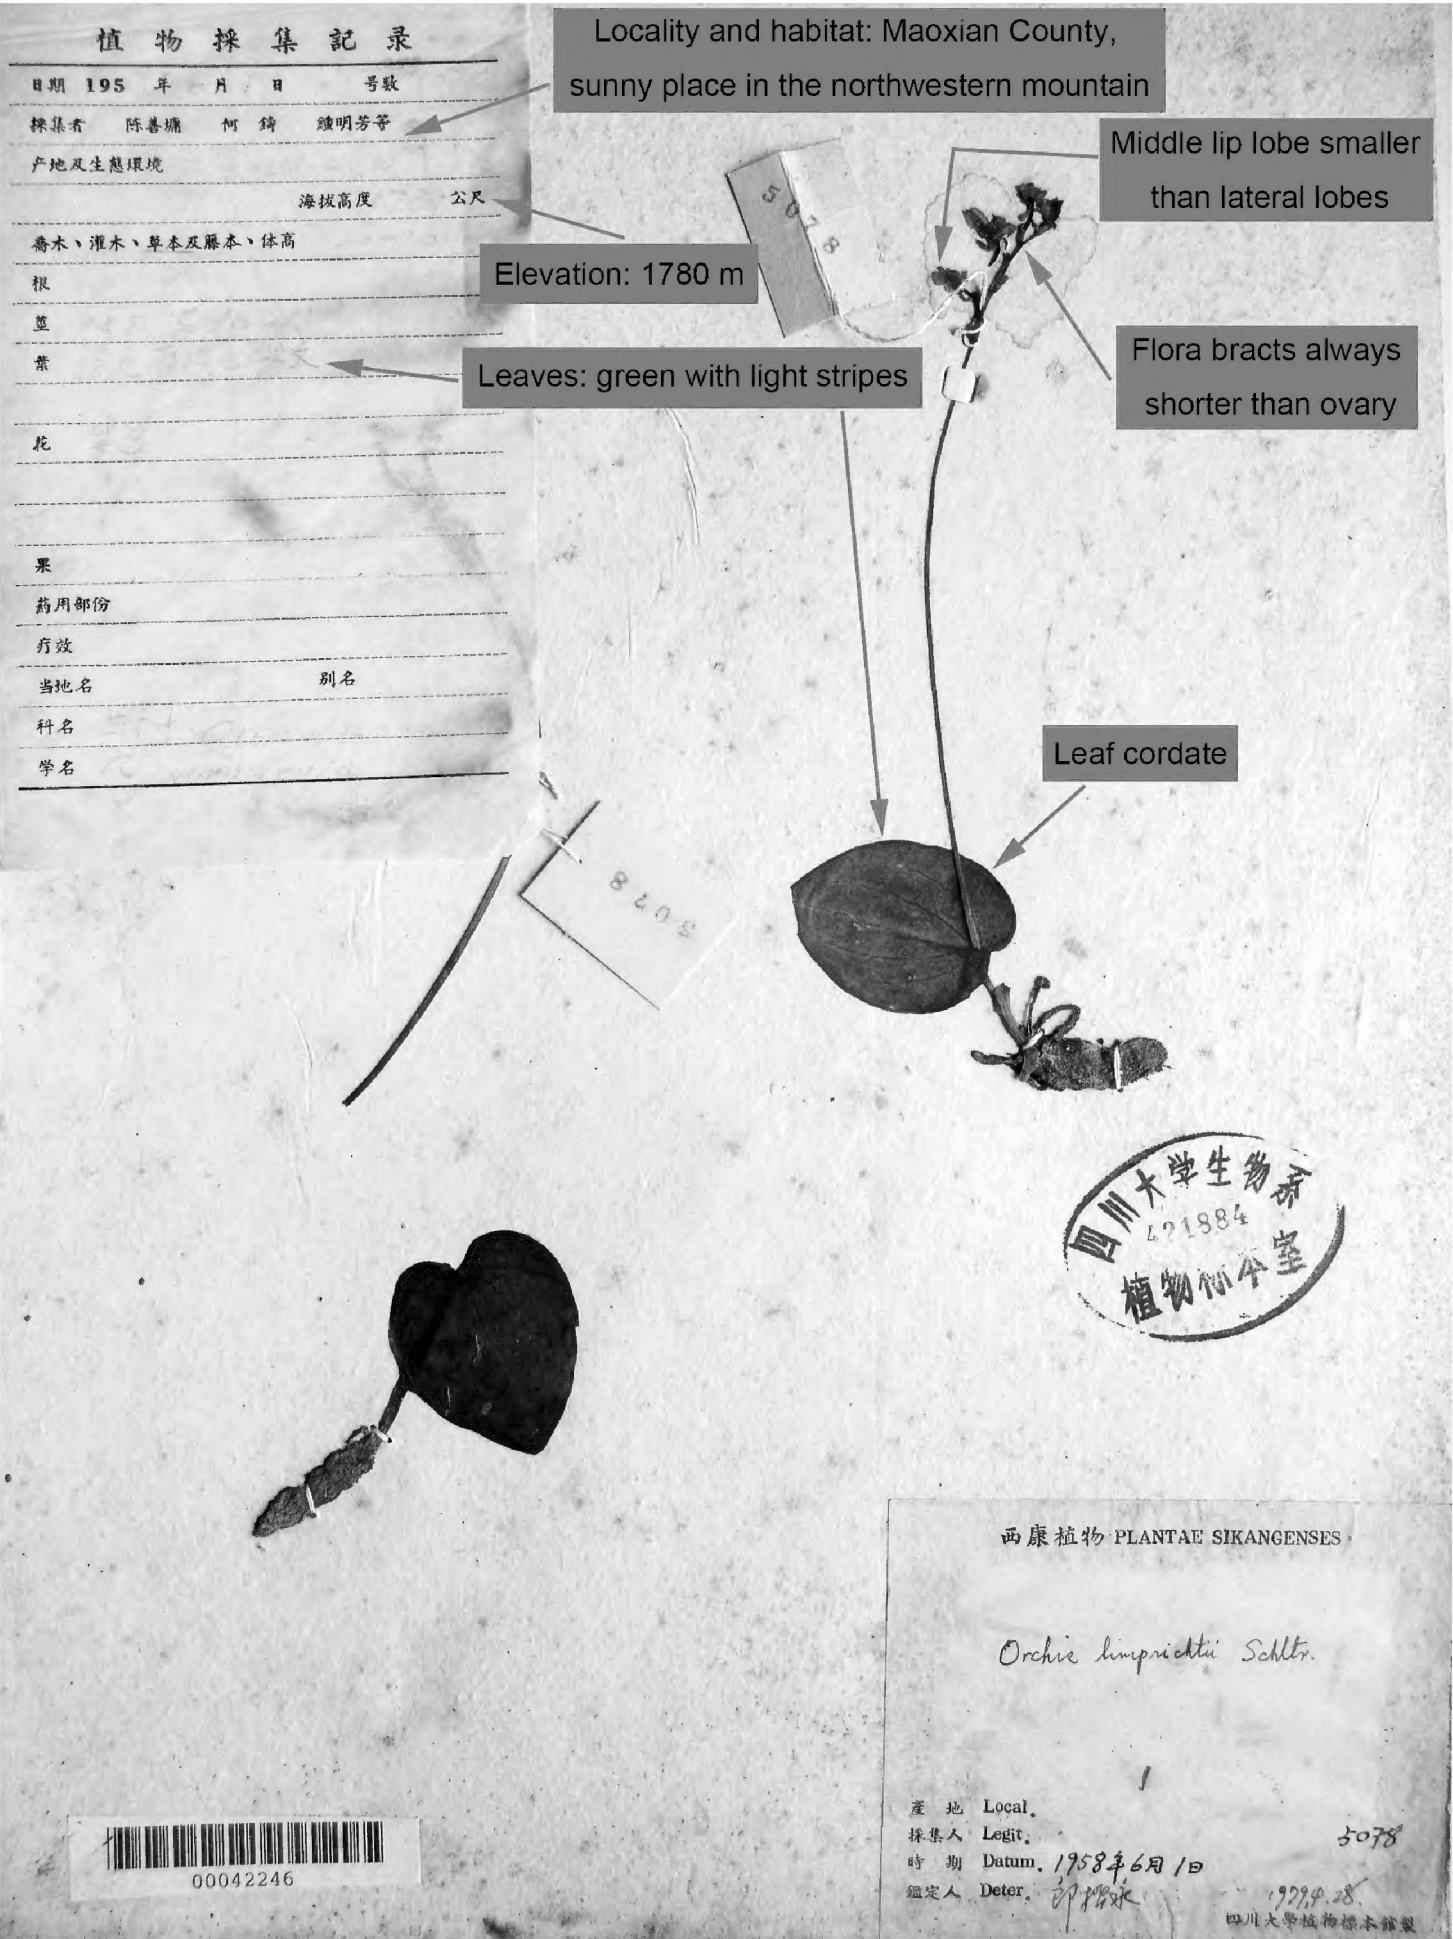 植物採集記录
日期 195 年 月 日 号数
採集者 陈善墉 何铸 鍾明芳等
产地及生態環境
海拔高度 公尺
喬木、灌木、草本及藤本、体高
根
莖
葉
花
果
葯用部份
疗效
当地名 别名
科名
学名
Locality and habitat: Maoxian County,
sunny place in the northwestern mountain
Elevation: 1780 m
Leaves: green with light stripes
Middle lip lobe smaller
than lateral lobes
Flora bracts always
shorter than ovary
Leaf cordate
5078
5078
四川大学生物系
421884
植物标本室
西康植物 PLANTAE SIKANGENSES
Orchis limprichtii Schltr.
產地 Local.
採集人 Legit. 5078
時期 Datum. 1958年6月1日
鑑定人 Deter. 郎楷永 1979.4.28.
四川大學植物標本館製
00042246